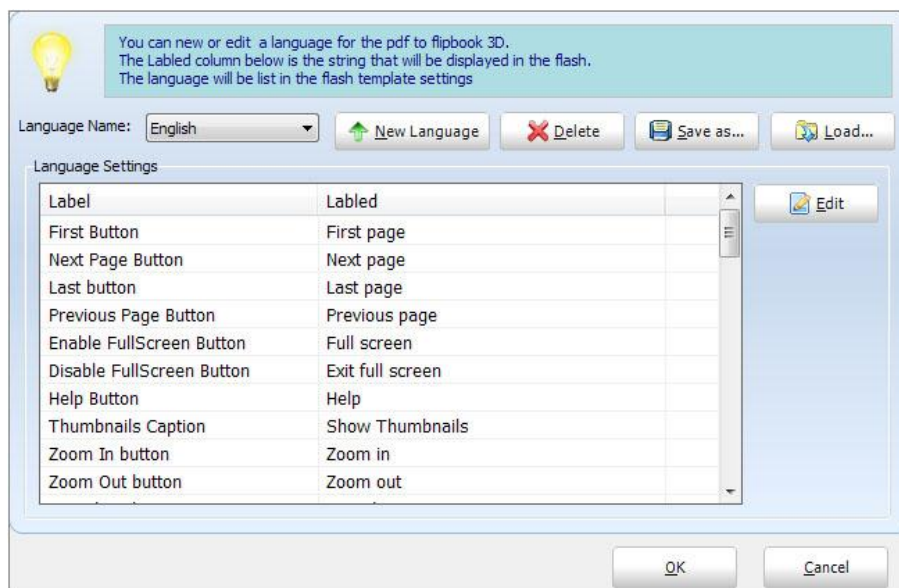 You can new or edit a language for the pdf to flipbook 3D.
The Labled column below is the string that will be displayed in the flash.
The language will be list in the flash template settings
Language Name: English New Language Delete Save as... Load...
Language Settings
Label Labled Edit
First Button First page
Next Page Button Next page
Last button Last page
Previous Page Button Previous page
Enable FullScreen Button Full screen
Disable FullScreen Button Exit full screen
Help Button Help
Thumbnails Caption Show Thumbnails
Zoom In button Zoom in
Zoom Out button Zoom out
OK Cancel